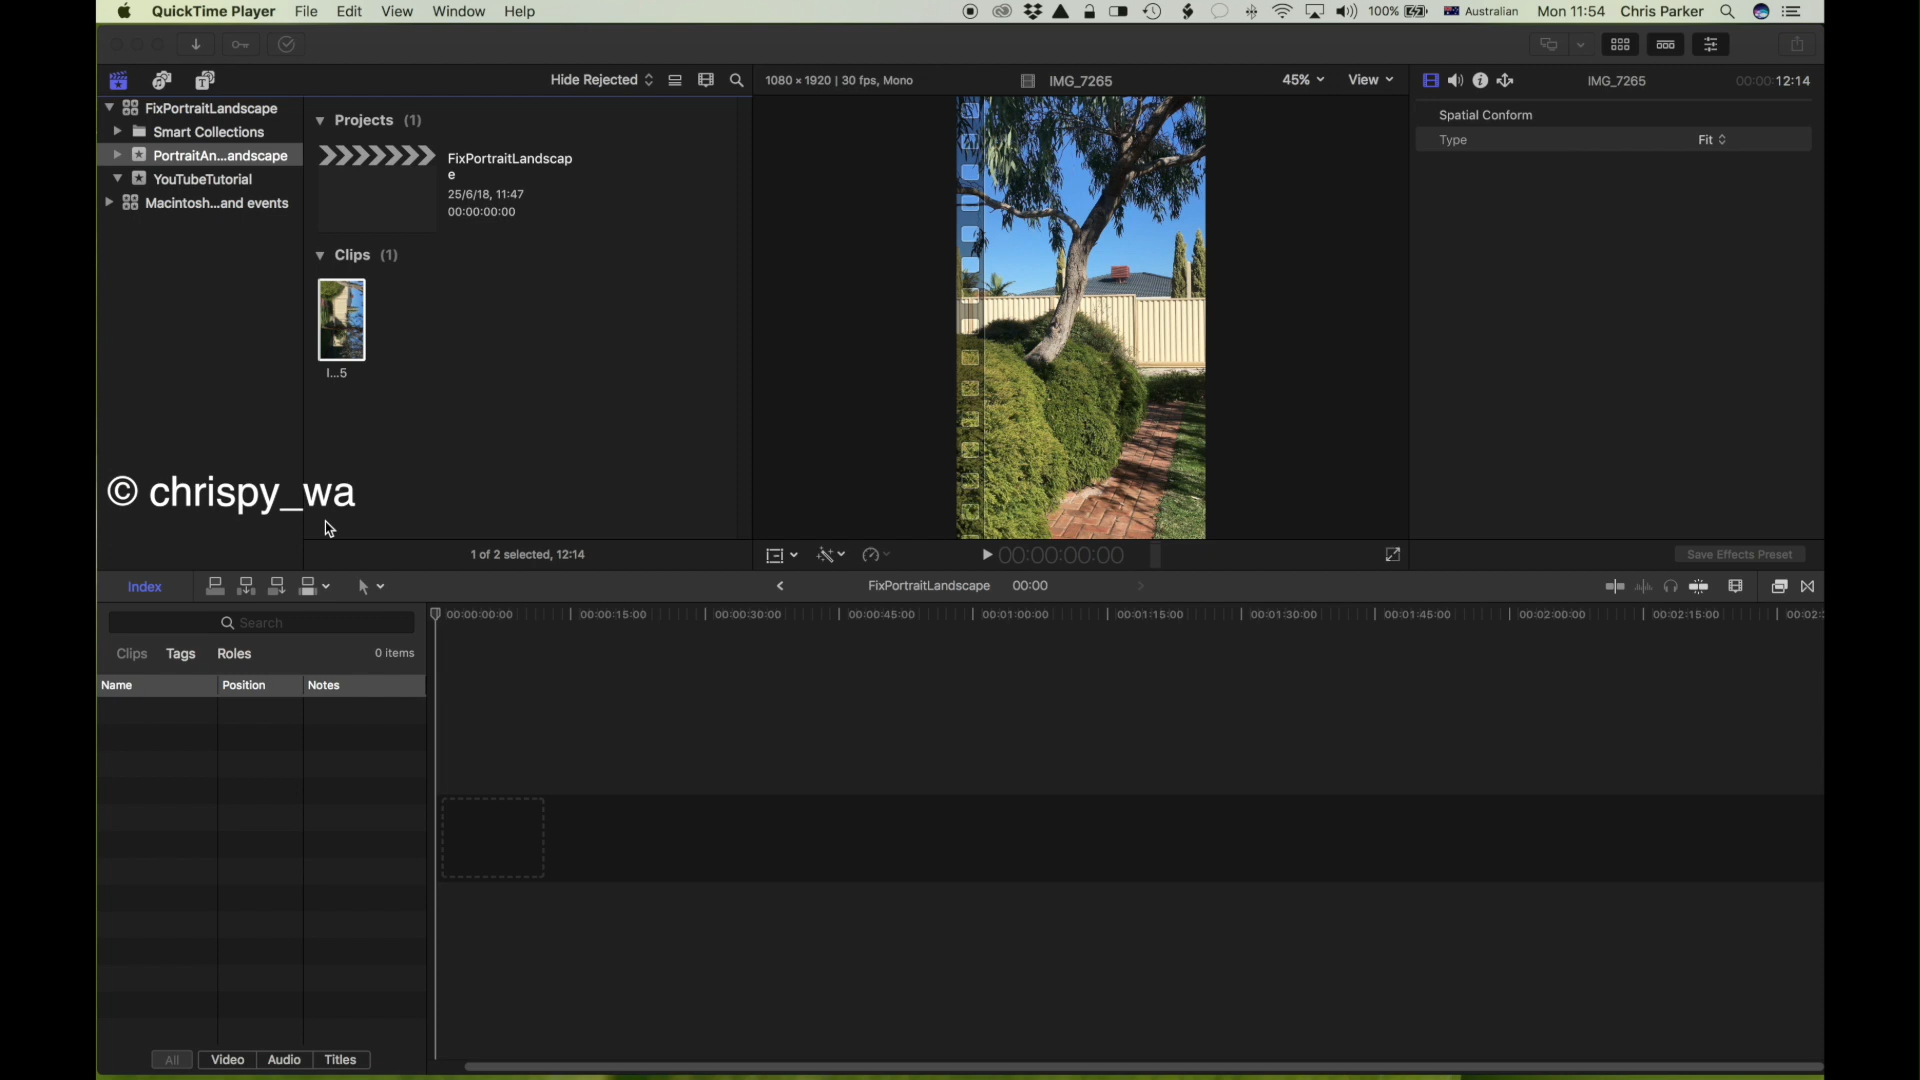 QuickTime Player File Edit View Window Help 100% Australian Mon 11:54 Chris Parker
Hide Rejected
1080 × 1920 | 30 fps, Mono IMG_7265 45% View
IMG_7265 00:00:12:14
FixPortraitLandscape
Smart Collections
PortraitAn...andscape
YouTubeTutorial
Macintosh...and events
Projects (1)
FixPortraitLandscap
e
25/6/18, 11:47
00:00:00:00
Clips (1)
I...5
Spatial Conform
Type Fit
© chrispy_wa
1 of 2 selected, 12:14
00:00:00:00
Save Effects Preset
Index
FixPortraitLandscape 00:00
Search
00:00:00:00 00:00:15:00 00:00:30:00 00:00:45:00 00:01:00:00 00:01:15:00 00:01:30:00 00:01:45:00 00:02:00:00 00:02:15:00 00:02:
Clips Tags Roles 0 items
Name Position Notes
All Video Audio Titles